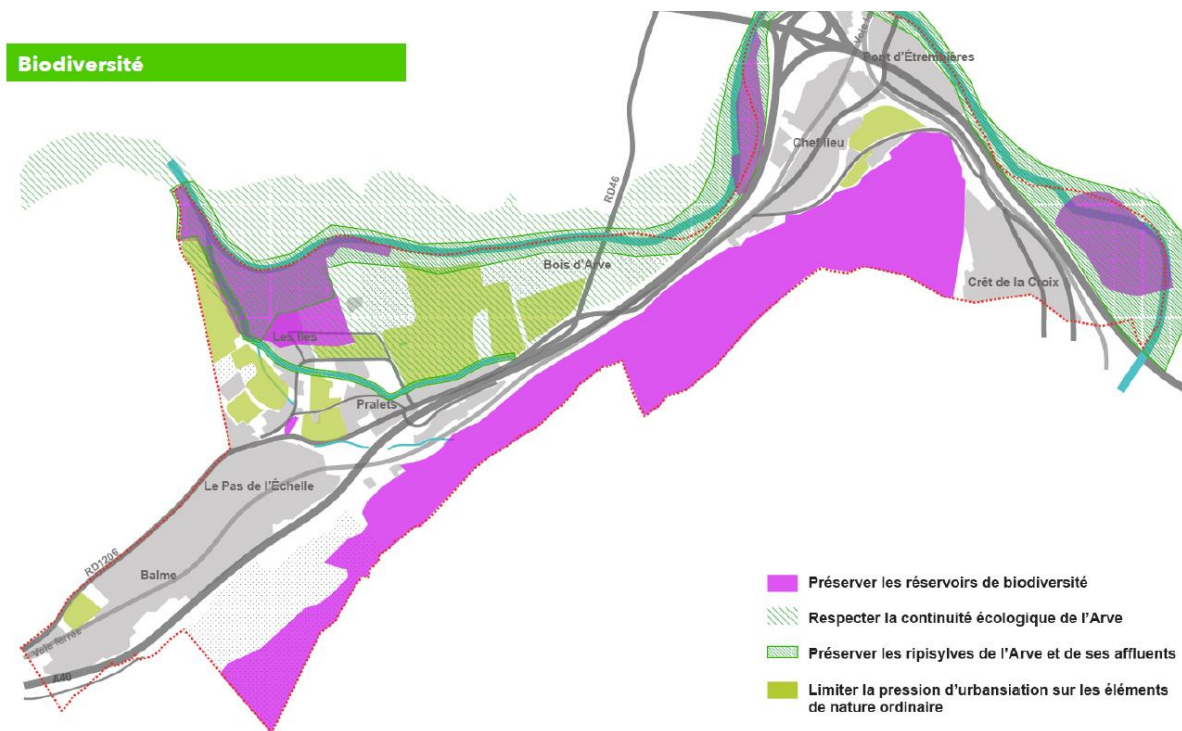 Biodiversité
Pont d'Étrembières
Chef lieu
RD46
Bois d'Arve
Crêt de la Croix
Les Iles
Pralets
Le Pas de l'Échelle
RD1206
Balme
Voie ferrée
A40
Préserver les réservoirs de biodiversité
Respecter la continuité écologique de l'Arve
Préserver les ripisylves de l'Arve et de ses affluents
Limiter la pression d'urbansiation sur les éléments
de nature ordinaire